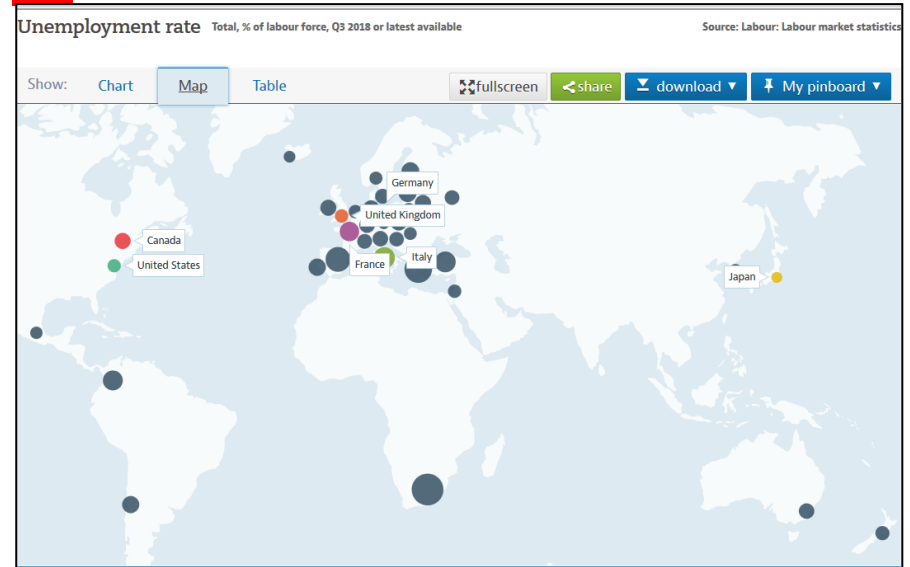 Unemployment rate Total, % of labour force, Q3 2018 or latest available Source: Labour: Labour market statistics
Show: Chart Map Table fullscreen share download My pinboard
Germany
United Kingdom
Canada
United States
France
Italy
Japan